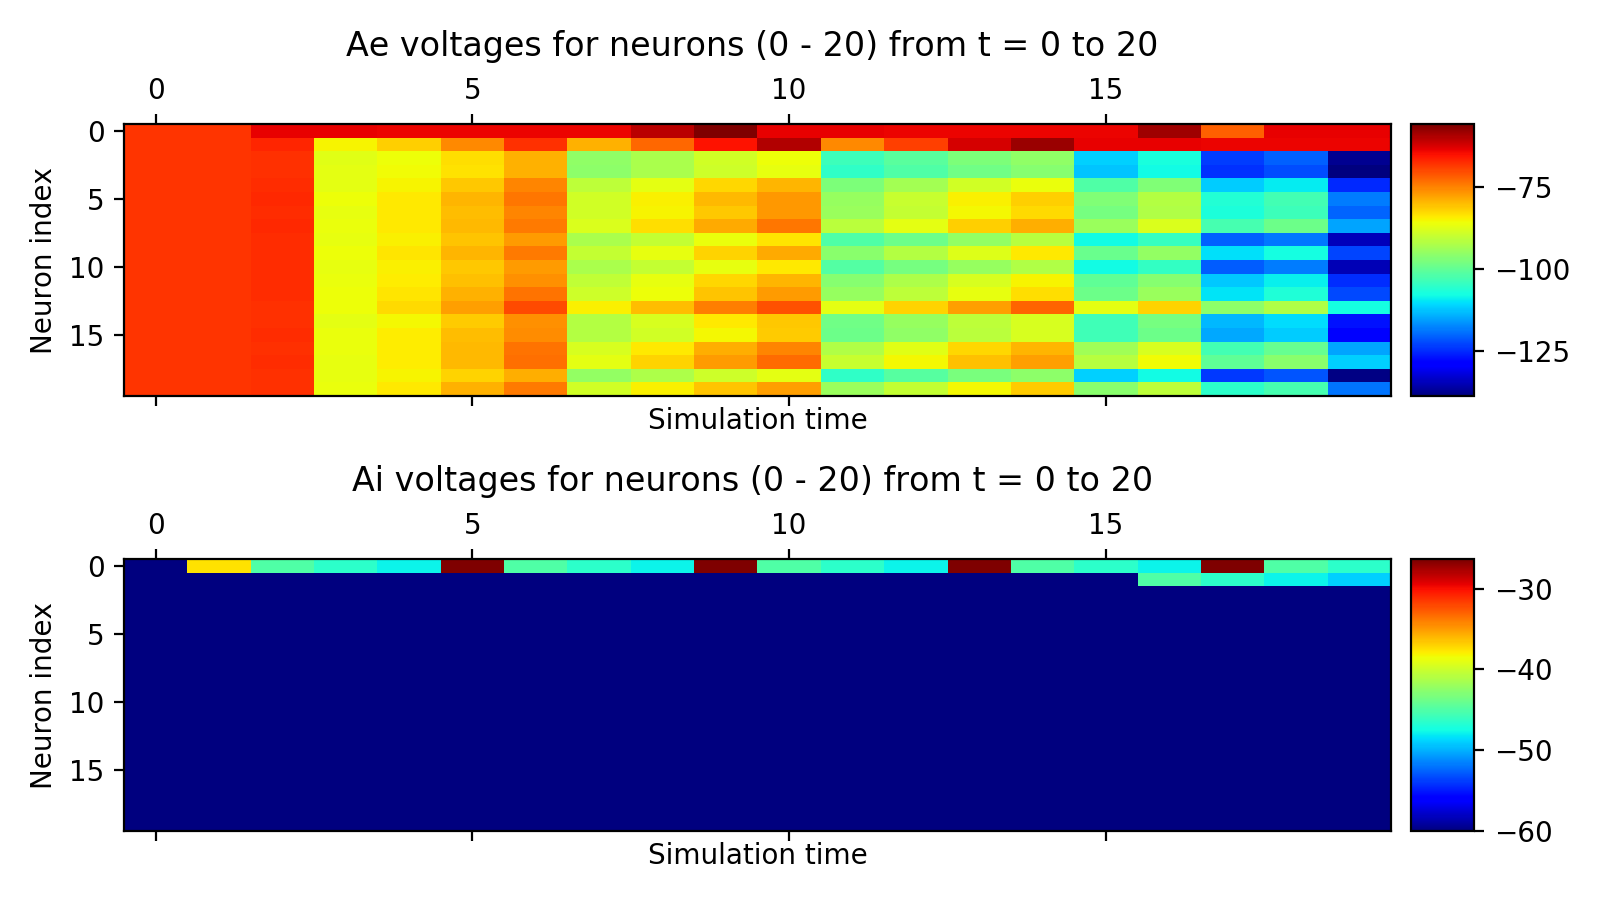 Ae voltages for neurons (0 - 20) from t = 0 to 20
0 5 10 15
Neuron index
0
5
10
15
−75
−100
−125
Simulation time
Ai voltages for neurons (0 - 20) from t = 0 to 20
0 5 10 15
Neuron index
0
5
10
15
−30
−40
−50
−60
Simulation time